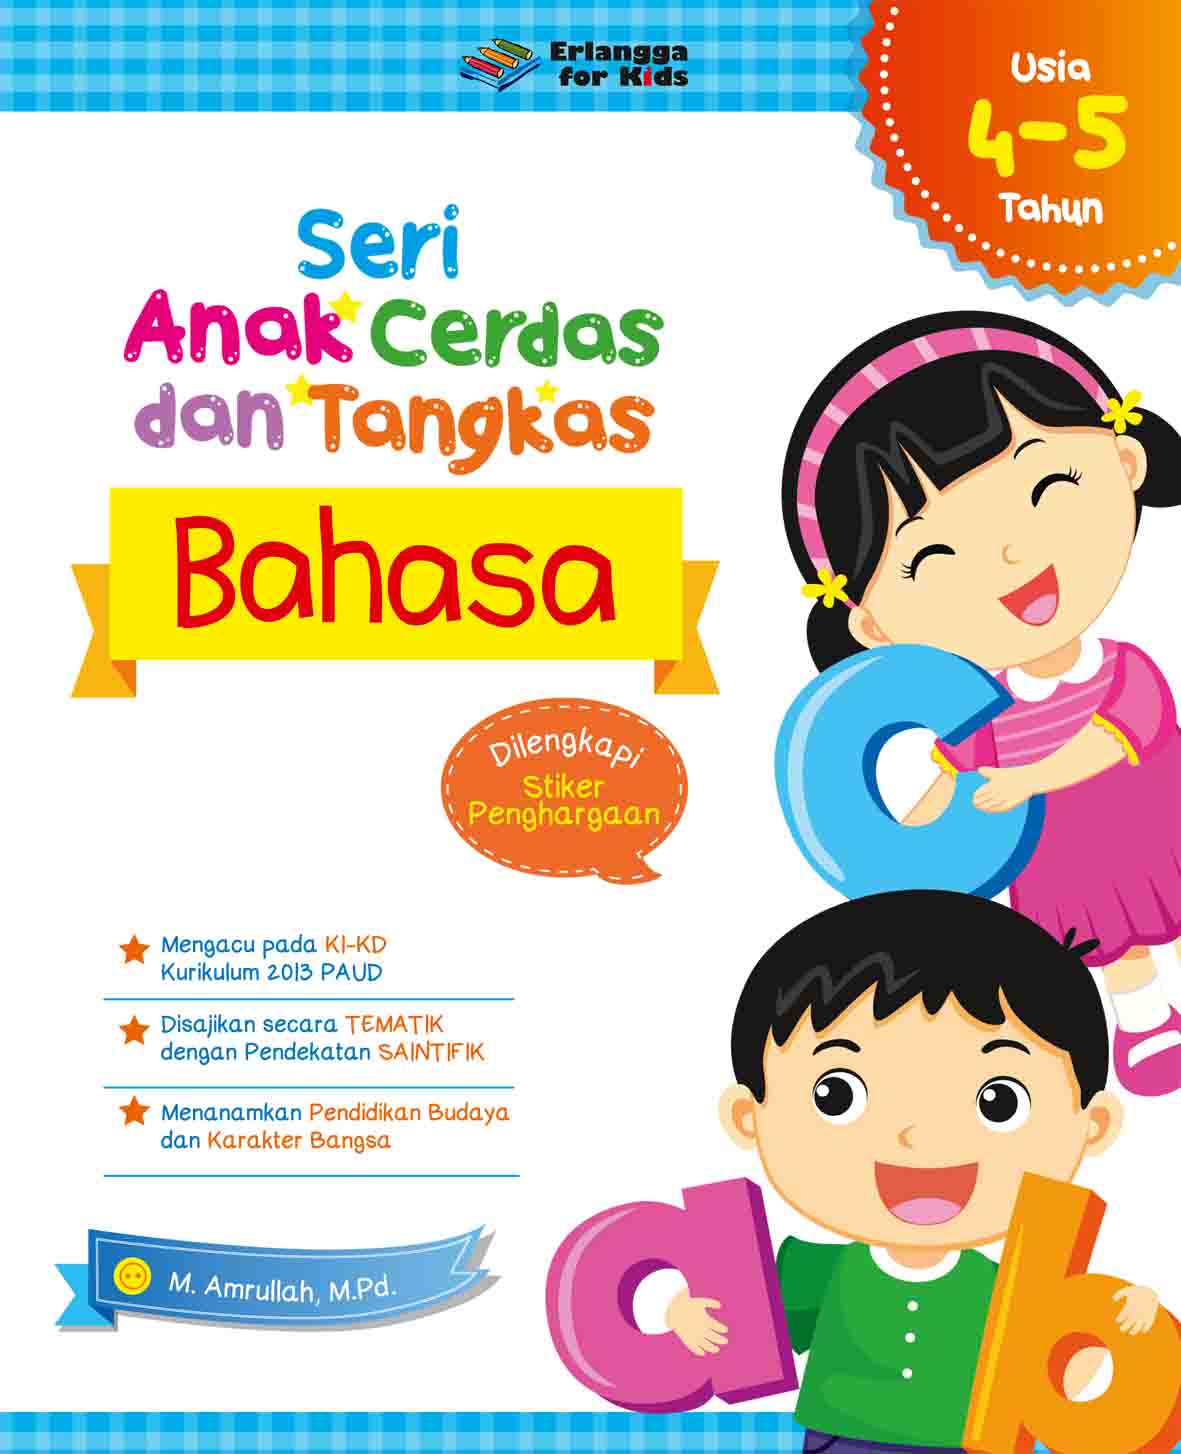 Erlangga
for Kids
Usia
4-5
Tahun
Seri
Anak Cerdas
dan Tangkas
Bahasa
Dilengkapi
Stiker
Penghargaan
Mengacu pada KI-KD
Kurikulum 2013 PAUD
Disajikan secara TEMATIK
dengan Pendekatan SAINTIFIK
Menanamkan Pendidikan Budaya
dan Karakter Bangsa
M. Amrullah, M.Pd.
c
a b